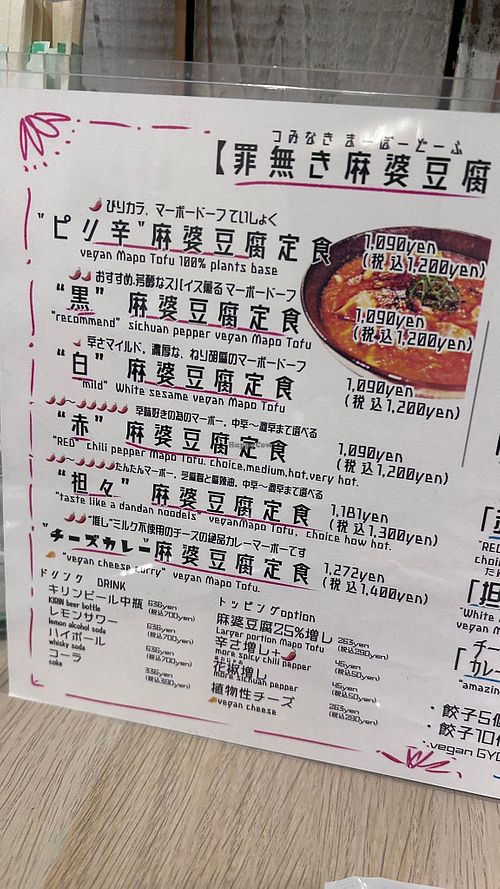 つみなき まーぼーどーふ
【罪無き麻婆豆腐
ぴりカラ、マーボードーフていしょく
"ピリ辛"麻婆豆腐定食 1,090yen
(税込1,200yen)
vegan Mapo Tofu 100% plants base
おすすめ、芳醇なスパイス薫るマーボードーフ
"黒" 麻婆豆腐定食 1,090yen
(税込1,200yen)
"recommend" sichuan pepper vegan Mapo Tofu
辛さマイルド、濃厚な、ねり胡麻のマーボードーフ
"白" 麻婆豆腐定食 1,090yen
(税込1,200yen)
"mild" White sesame vegan Mapo Tofu
辛味好きの為のマーボー、中辛〜激辛まで選べる
"赤" 麻婆豆腐定食 1,090yen
(税込1,200yen)
"RED" chili pepper Mapo Tofu. choice,medium,hot,very hot.
たんたんマーボー、芝麻醤と麻辣油、中辛〜激辛まで選べる
"担々" 麻婆豆腐定食 1,181yen
(税込1,300yen)
"taste like a dandan noodels" veganMapo Tofu, choice how hot.
"推し"ミルク不使用のチーズの絶品カレーマーボーです
"チーズカレー"麻婆豆腐定食 1,272yen
(税込1,400yen)
"vegan cheese curry" vegan Mapo Tofu.
ドリンク DRINK
キリンビール中瓶 636yen
KIRIN beer bottle (税込700yen)
レモンサワー 636yen
lemon alcohol soda (税込700yen)
ハイボール 636yen
whisky soda (税込700yen)
コーラ 336yen
coke (税込390yen)
トッピングoption
麻婆豆腐25%増し 263yen
Larger portion Mapo Tofu (税込290yen)
辛さ増し+ 45yen
more spicy chili pepper (税込50yen)
花椒増し 45yen
more sichuan pepper (税込50yen)
植物性チーズ 263yen
vegan cheese (税込290yen)
"RED
choi
たん
「担
"White
vegan
「チー
カレー
"amazin
・餃子5個
・餃子10個
・vegan GYO